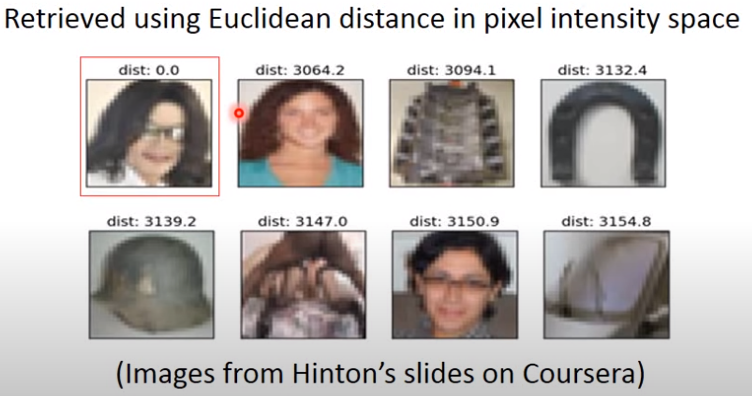 Retrieved using Euclidean distance in pixel intensity space
dist: 0.0 dist: 3064.2 dist: 3094.1 dist: 3132.4
dist: 3139.2 dist: 3147.0 dist: 3150.9 dist: 3154.8
(Images from Hinton's slides on Coursera)